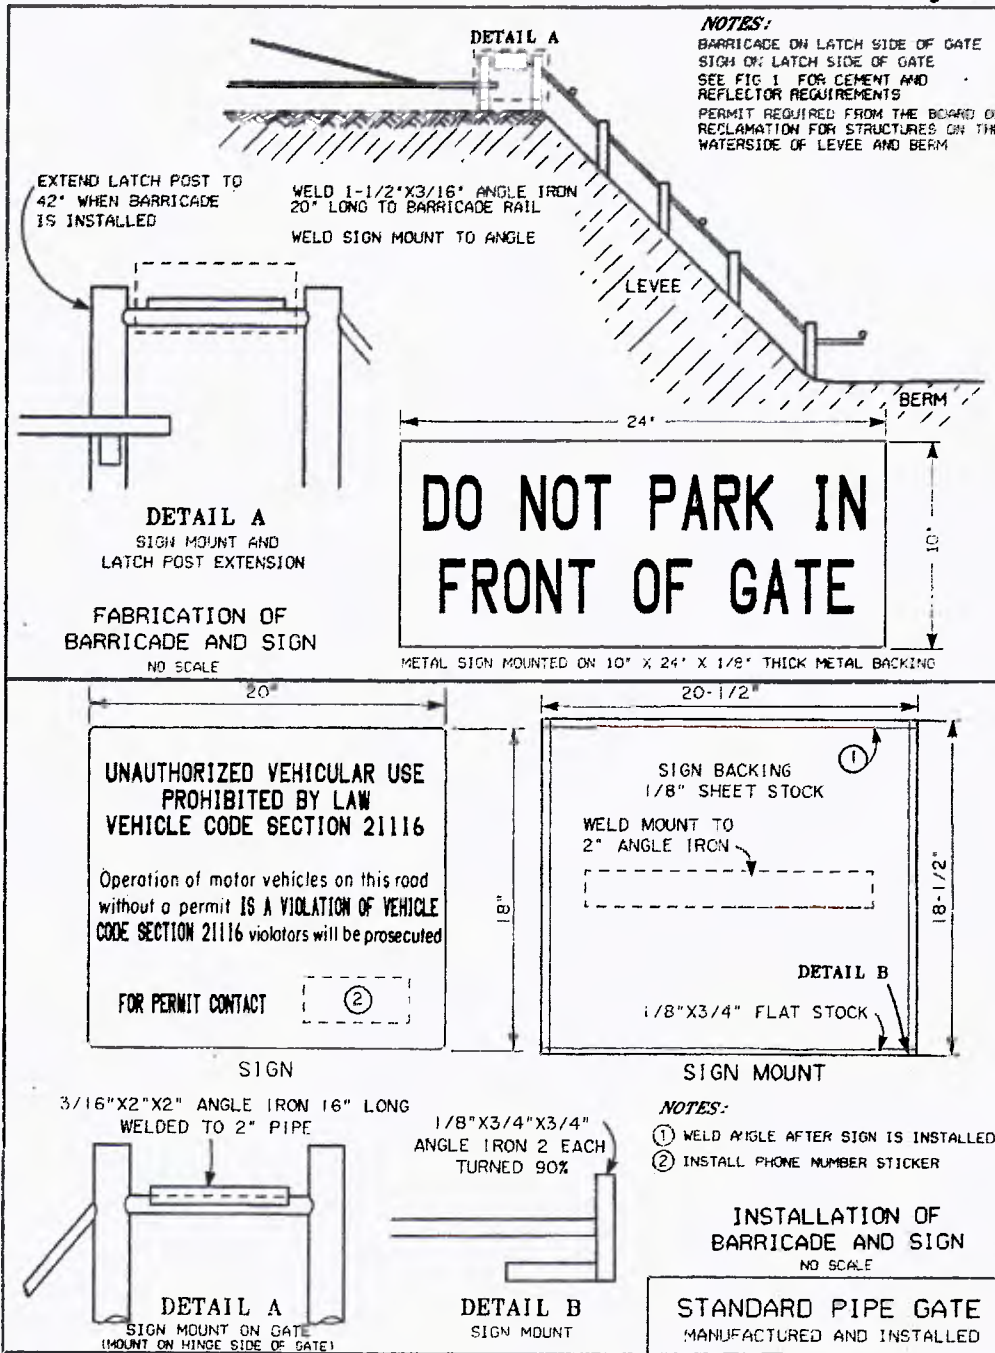 DETAIL A
NOTES:
BARRICADE ON LATCH SIDE OF GATE
SIGN ON LATCH SIDE OF GATE
SEE FIG 1 FOR CEMENT AND
REFLECTOR REQUIREMENTS
PERMIT REQUIRED FROM THE BOARD
RECLAMATION FOR STRUCTURES ON
WATERSIDE OF LEVEE AND BERM
EXTEND LATCH POST TO
42" WHEN BARRICADE
IS INSTALLED
WELD 1-1/2"X3/16" ANGLE IRON
20" LONG TO BARRICADE RAIL
WELD SIGN MOUNT TO ANGLE
LEVEE
BERM
DETAIL A
SIGN MOUNT AND
LATCH POST EXTENSION
FABRICATION OF
BARRICADE AND SIGN
NO SCALE
24"
DO NOT PARK IN
FRONT OF GATE
10"
METAL SIGN MOUNTED ON 10" X 24" X 1/8" THICK METAL BACKING
20"
UNAUTHORIZED VEHICULAR USE
PROHIBITED BY LAW
VEHICLE CODE SECTION 21116
Operation of motor vehicles on this road
without a permit IS A VIOLATION OF VEHICLE
CODE SECTION 21116 violators will be prosecuted
FOR PERMIT CONTACT 2
18"
SIGN
20-1/2"
1
SIGN BACKING
1/8" SHEET STOCK
WELD MOUNT TO
2" ANGLE IRON
18-1/2"
DETAIL B
1/8"X3/4" FLAT STOCK
SIGN MOUNT
3/16"X2"X2" ANGLE IRON 16" LONG
WELDED TO 2" PIPE
DETAIL A
SIGN MOUNT ON GATE
(MOUNT ON HINGE SIDE OF GATE)
1/8"X3/4"X3/4"
ANGLE IRON 2 EACH
TURNED 90%
DETAIL B
SIGN MOUNT
NOTES:
1 WELD ANGLE AFTER SIGN IS INSTALLED
2 INSTALL PHONE NUMBER STICKER
INSTALLATION OF
BARRICADE AND SIGN
NO SCALE
STANDARD PIPE GATE
MANUFACTURED AND INSTALLED